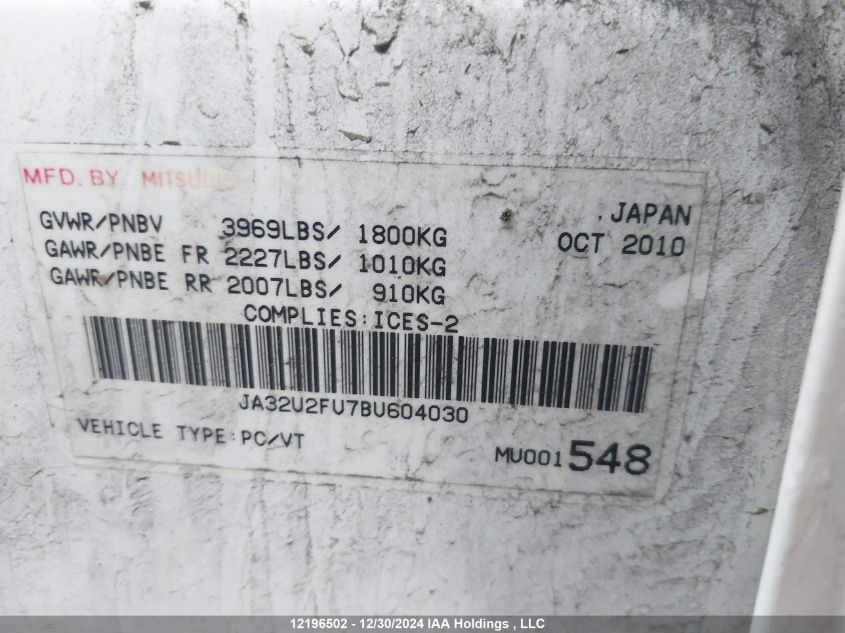 MFD. BY. MITSUBISHI
, JAPAN
GVWR/PNBV 3969LBS/ 1800KG
OCT 2010
GAWR/PNBE FR 2227LBS/ 1010KG
GAWR/PNBE RR 2007LBS/ 910KG
COMPLIES:ICES-2
JA32U2FU7BU604030
VEHICLE TYPE:PC/VT
MU001548
12196502 - 12/30/2024 IAA Holdings , LLC